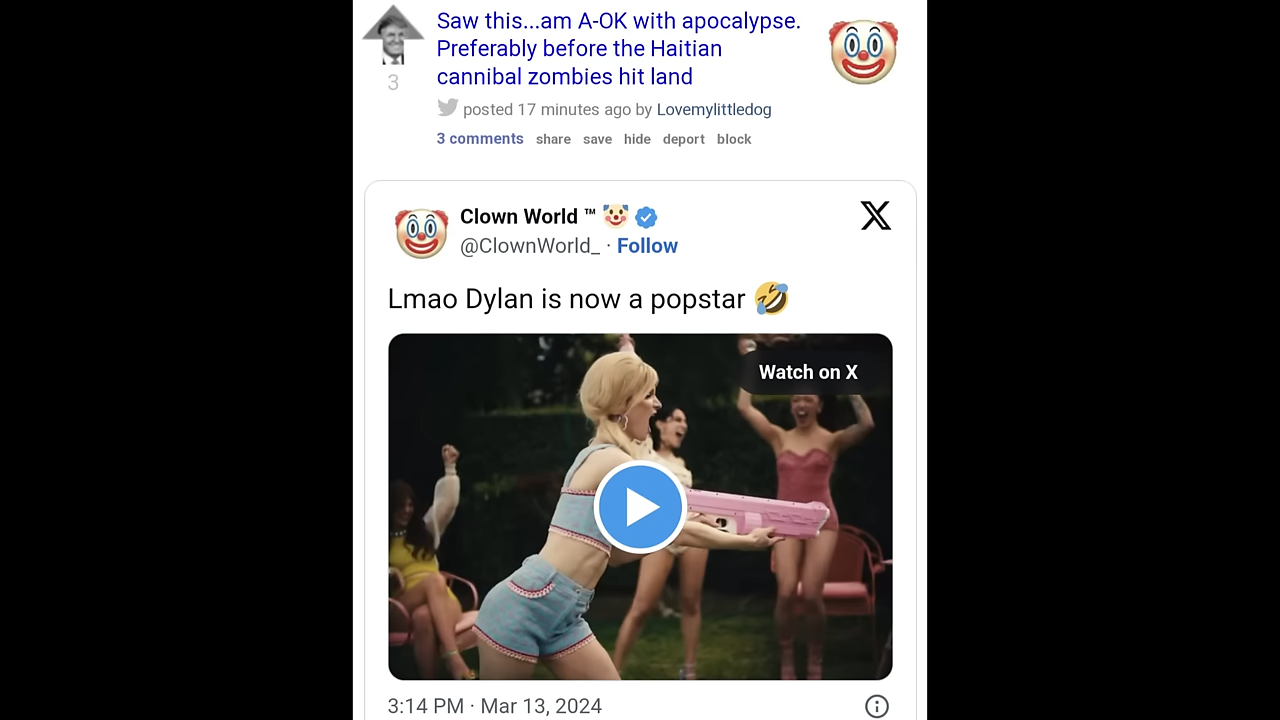 Saw this...am A-OK with apocalypse.
Preferably before the Haitian
cannibal zombies hit land
3
posted 17 minutes ago by Lovemylittledog
3 comments share save hide deport block
Clown World ™ 🤡
@ClownWorld_ · Follow
Lmao Dylan is now a popstar 🤣
Watch on X
3:14 PM · Mar 13, 2024